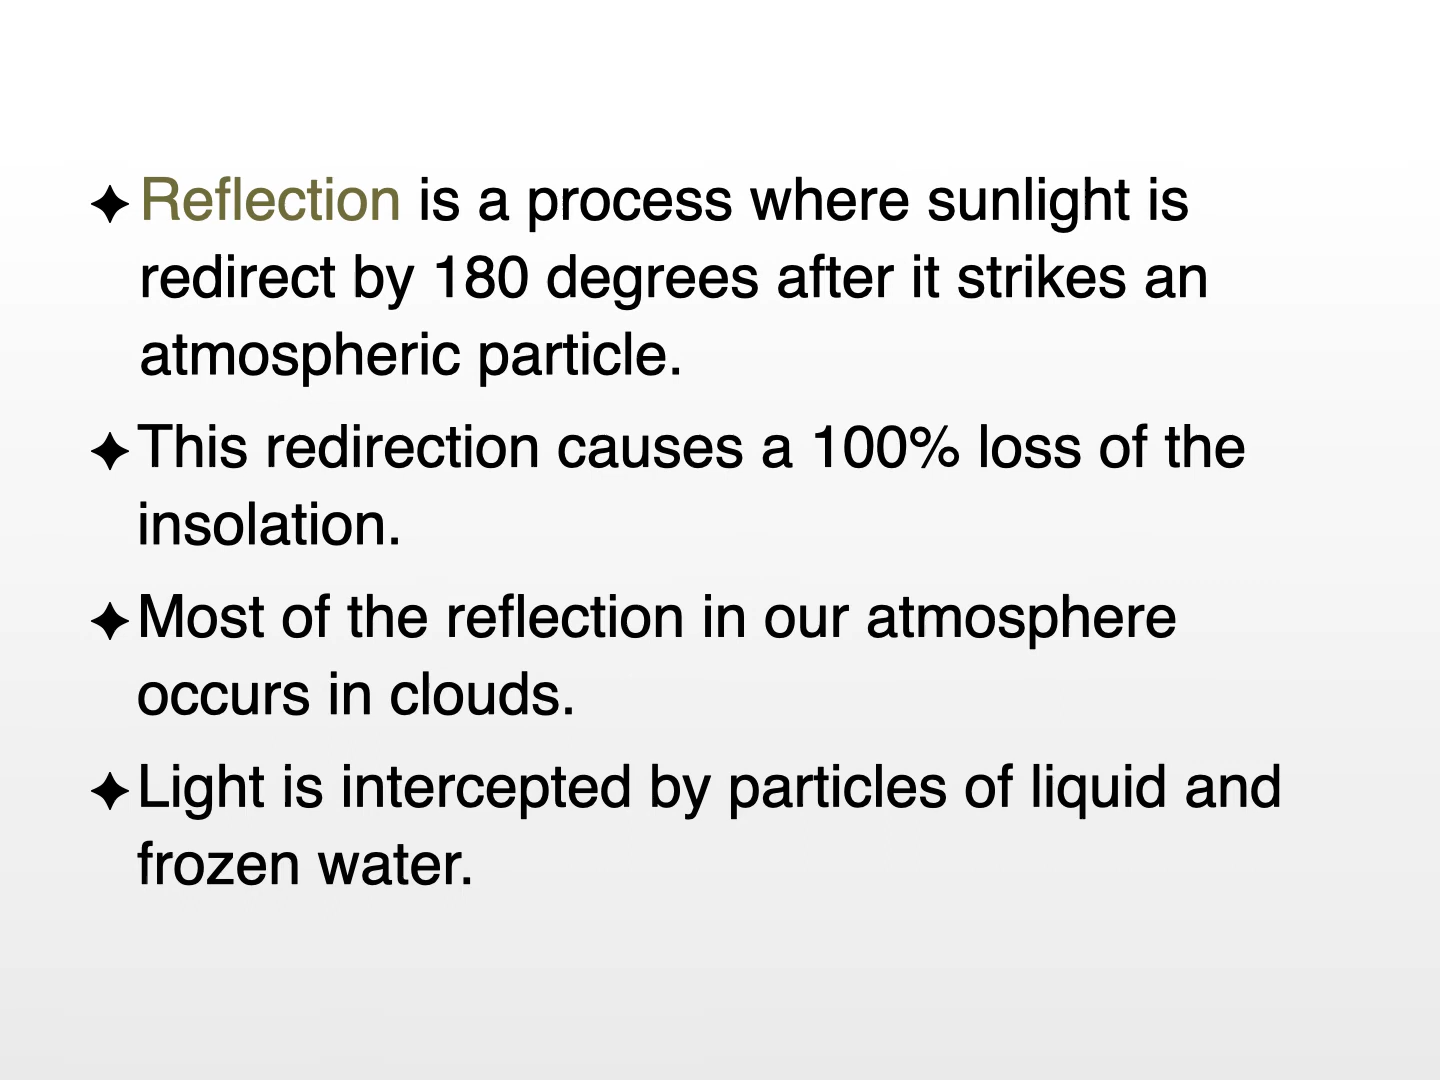 ✦Reflection is a process where sunlight is
redirect by 180 degrees after it strikes an
atmospheric particle.
✦This redirection causes a 100% loss of the
insolation.
✦Most of the reflection in our atmosphere
occurs in clouds.
✦Light is intercepted by particles of liquid and
frozen water.